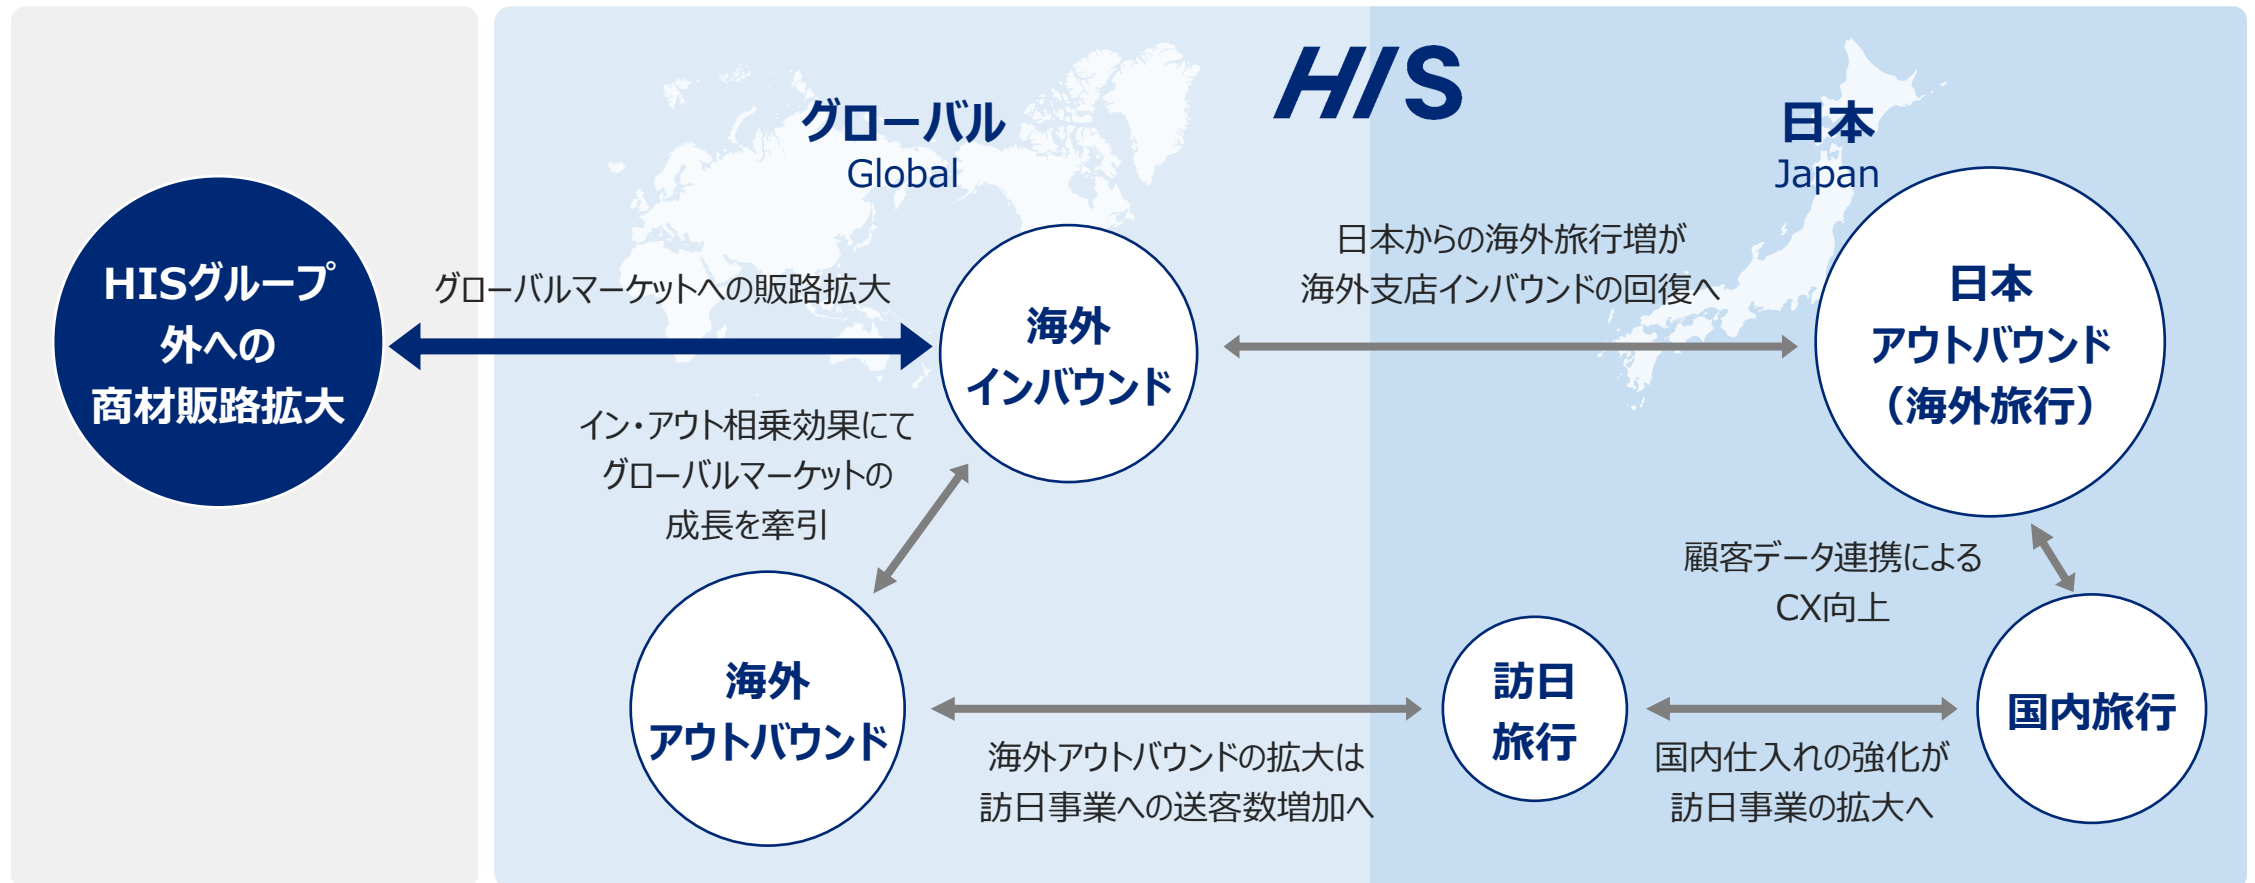 HIS
グローバル
Global
日本
Japan
HISグループ
外への
商材販路拡大
グローバルマーケットへの販路拡大
海外
インバウンド
日本からの海外旅行増が
海外支店インバウンドの回復へ
日本
アウトバウンド
（海外旅行）
イン・アウト相乗効果にて
グローバルマーケットの
成長を牽引
顧客データ連携による
CX向上
海外
アウトバウンド
海外アウトバウンドの拡大は
訪日事業への送客数増加へ
訪日
旅行
国内仕入れの強化が
訪日事業の拡大へ
国内旅行